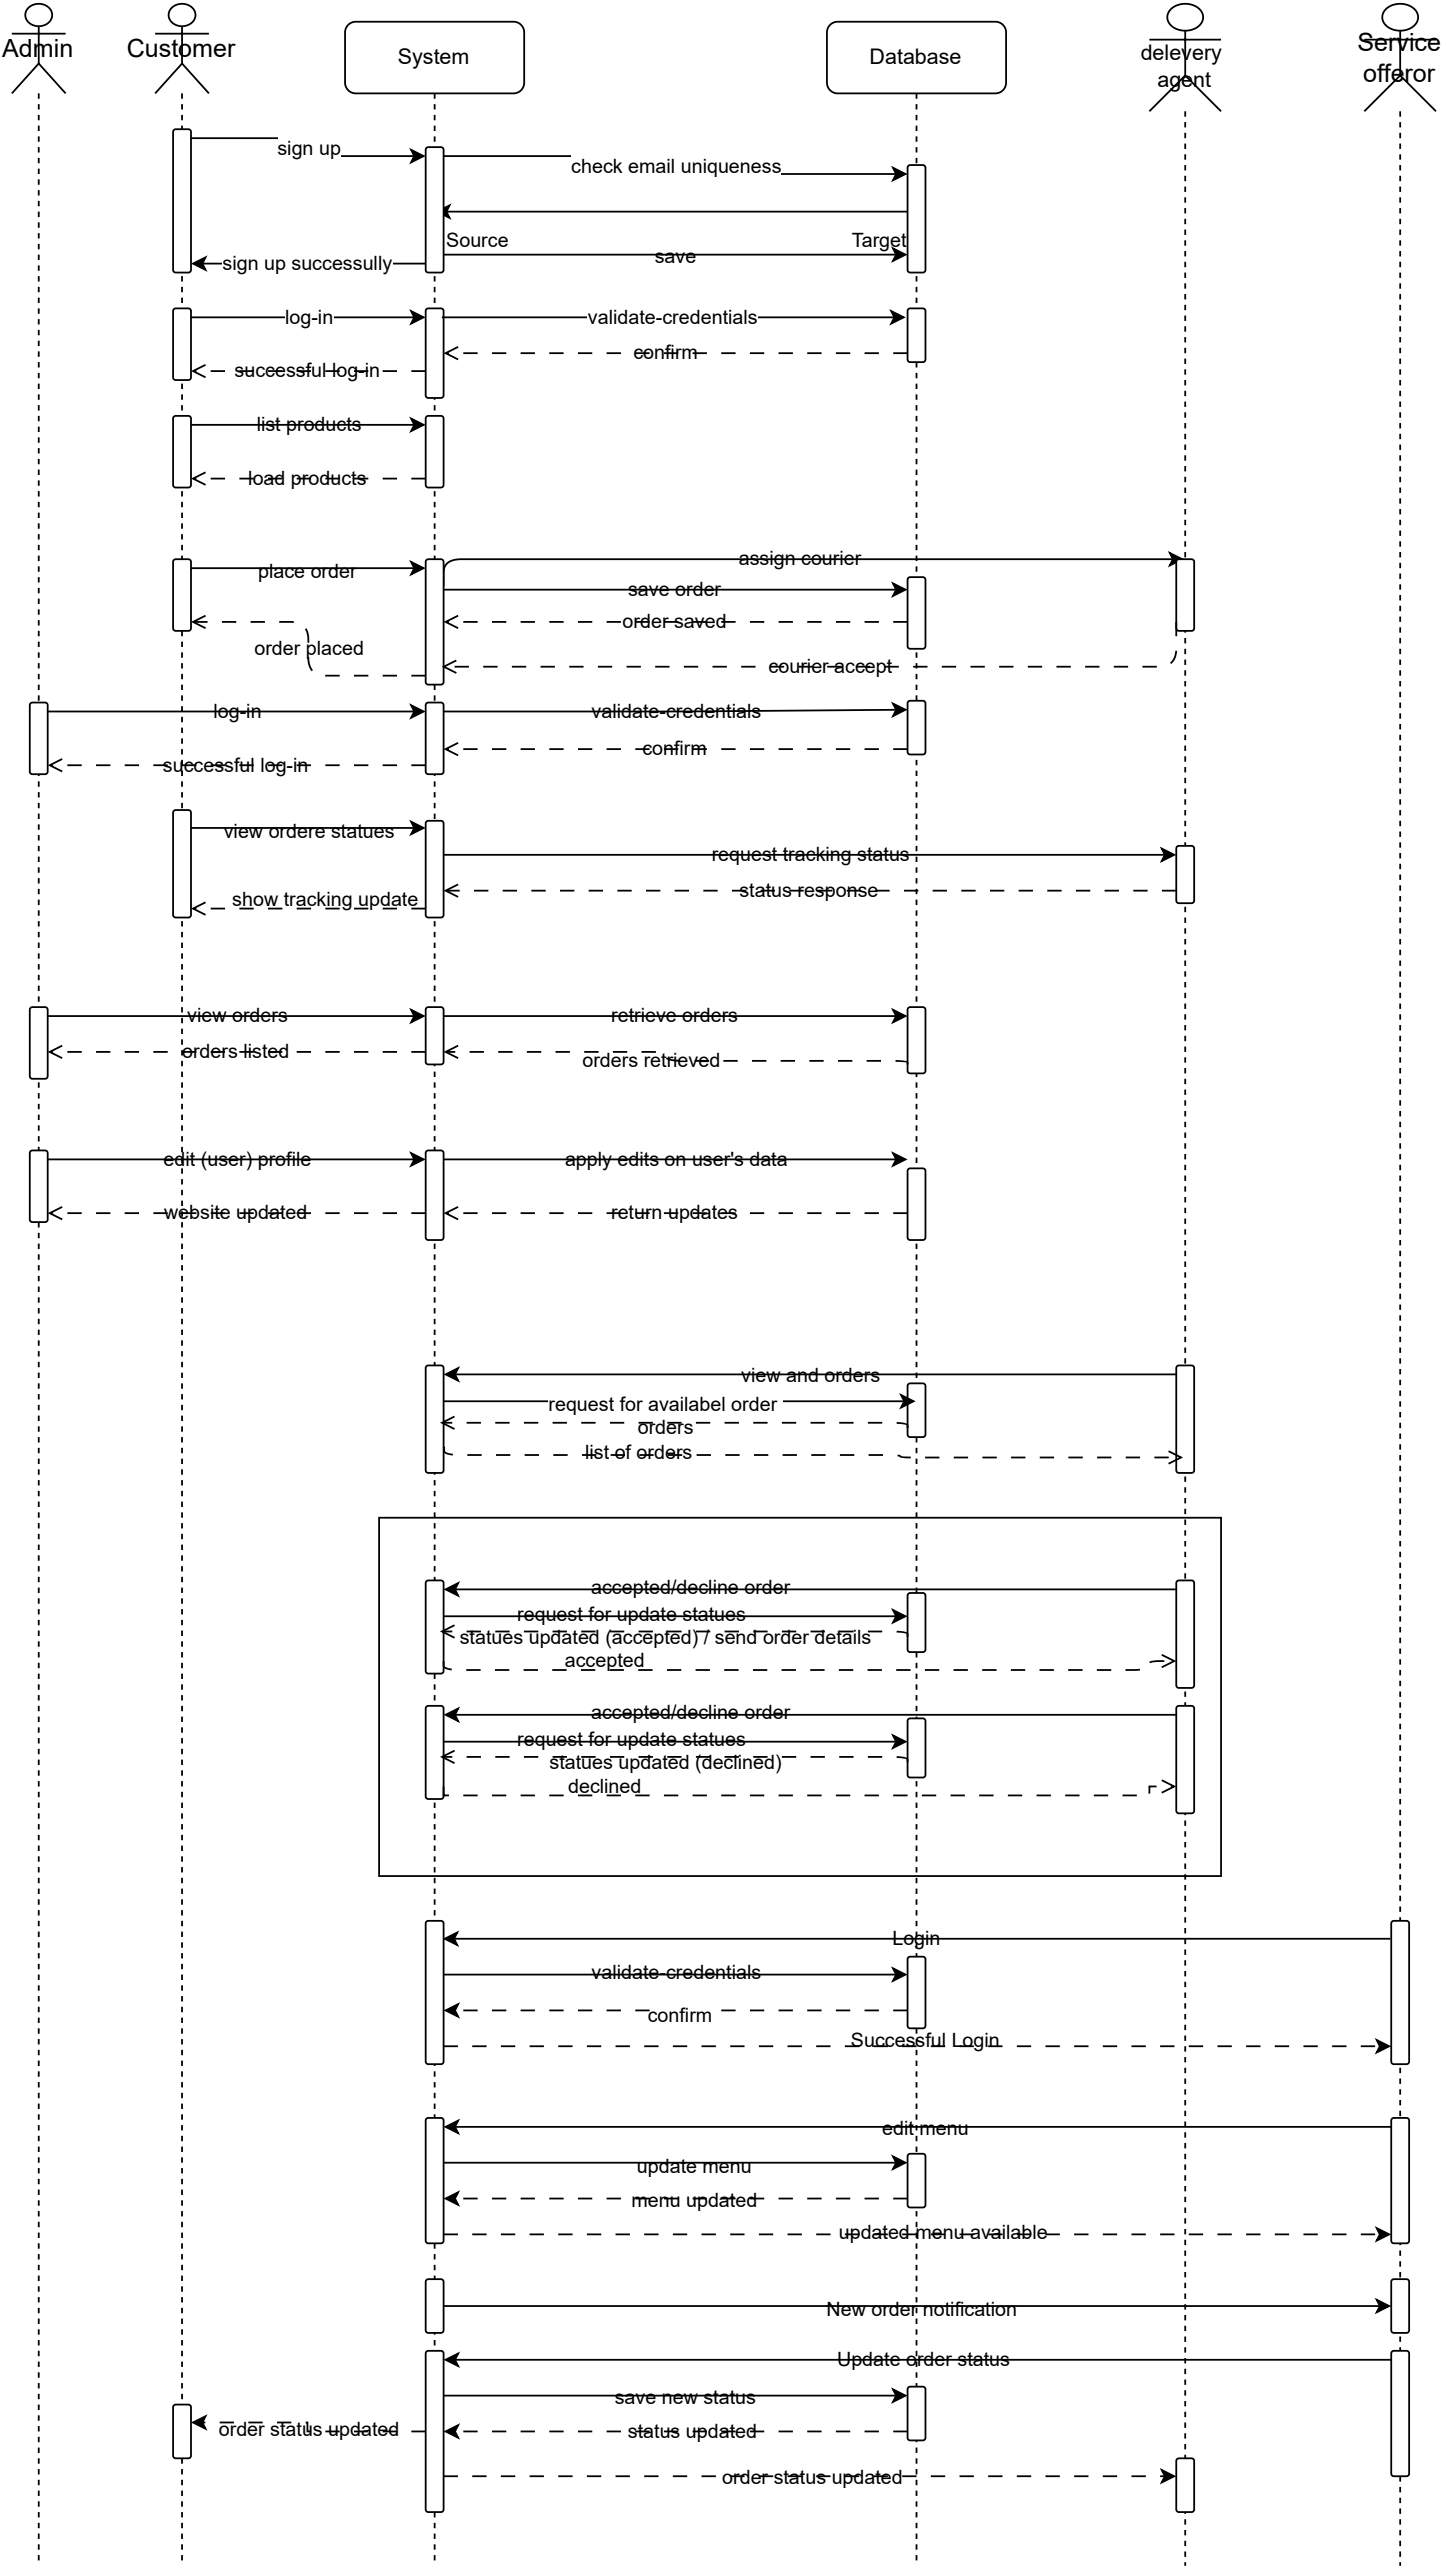 Admin
Customer
System
Database
delevery
agent
Service
offeror
sign up
check email uniqueness
Source
Target
save
sign up successully
log-in
validate-credentials
confirm
successful log-in
list products
load products
assign courier
place order
save order
order saved
order placed
courier accept
log-in
validate-credentials
confirm
successful log-in
view ordere statues
request tracking status
status response
show tracking update
view orders
retrieve orders
orders listed
orders retrieved
edit (user) profile
apply edits on user's data
website updated
return updates
view and orders
request for availabel order
orders
list of orders
accepted/decline order
request for update statues
statues updated (accepted) / send order details
accepted
accepted/decline order
request for update statues
statues updated (declined)
declined
Login
validate-credentials
confirm
Successful Login
edit menu
update menu
menu updated
updated menu available
New order notification
Update order status
save new status
order status updated
status updated
order status updated